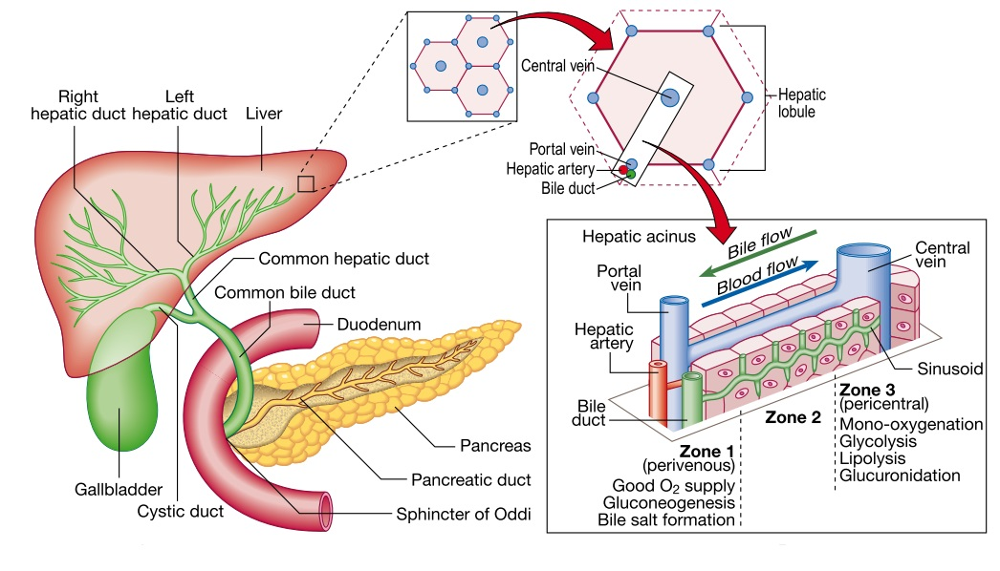 Right
hepatic duct
Left
hepatic duct
Liver
Common hepatic duct
Common bile duct
Duodenum
Pancreas
Pancreatic duct
Sphincter of Oddi
Gallbladder
Cystic duct
Central vein
Hepatic
lobule
Portal vein
Hepatic artery
Bile duct
Hepatic acinus
Bile flow
Blood flow
Central
vein
Portal
vein
Hepatic
artery
Bile
duct
Sinusoid
Zone 1
(perivenous)
Good O₂ supply
Gluconeogenesis
Bile salt formation
Zone 2
Zone 3
(pericentral)
Mono-oxygenation
Glycolysis
Lipolysis
Glucuronidation